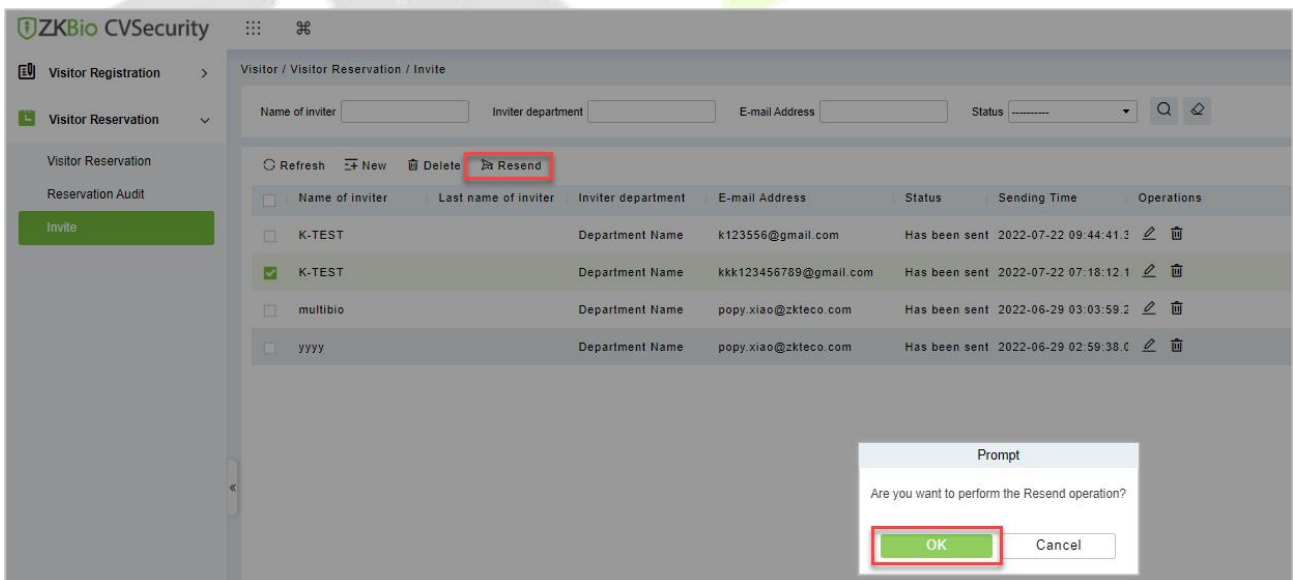 ZKBio CVSecurity
Visitor Registration
Visitor / Visitor Reservation / Invite
Visitor Reservation
Name of inviter Inviter department E-mail Address Status ----------
Visitor Reservation
Refresh New Delete Resend
Reservation Audit
Name of inviter Last name of inviter Inviter department E-mail Address Status Sending Time Operations
Invite
K-TEST Department Name k123556@gmail.com Has been sent 2022-07-22 09:44:41.3
K-TEST Department Name kkk123456789@gmail.com Has been sent 2022-07-22 07:18:12.1
multibio Department Name popy.xiao@zkteco.com Has been sent 2022-06-29 03:03:59.2
yyyy Department Name popy.xiao@zkteco.com Has been sent 2022-06-29 02:59:38.0
Prompt
Are you want to perform the Resend operation?
OK Cancel